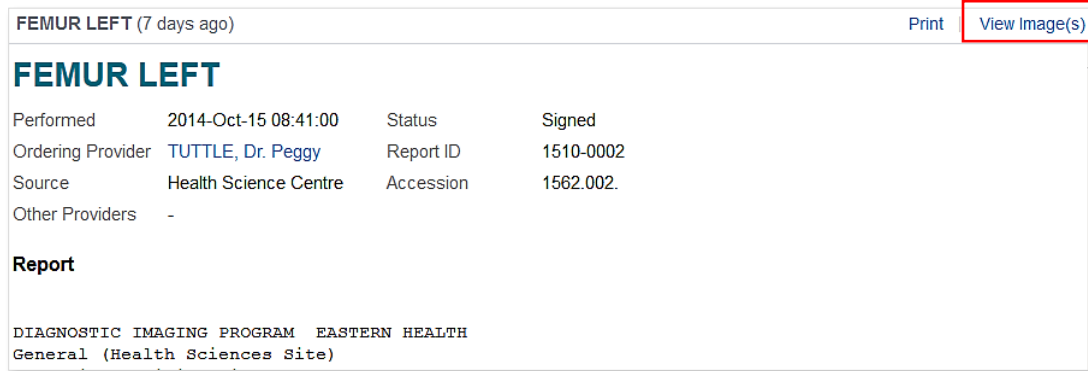 FEMUR LEFT (7 days ago) Print | View Image(s)
FEMUR LEFT
Performed 2014-Oct-15 08:41:00 Status Signed
Ordering Provider TUTTLE, Dr. Peggy Report ID 1510-0002
Source Health Science Centre Accession 1562.002.
Other Providers -
Report
DIAGNOSTIC IMAGING PROGRAM EASTERN HEALTH
General (Health Sciences Site)